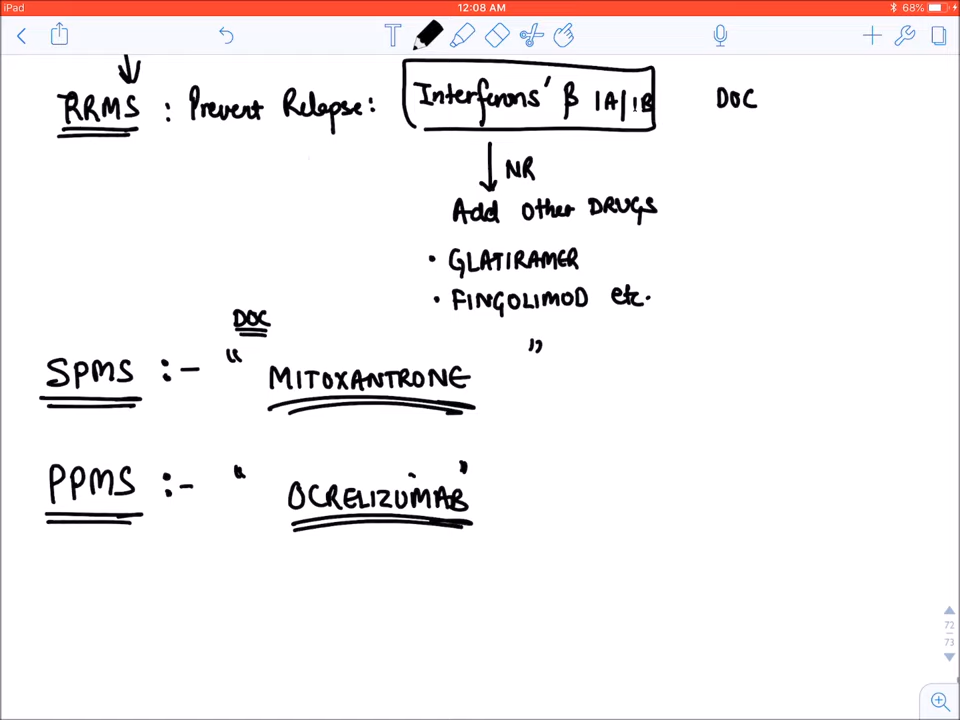 iPad 12:08 AM 68%
T
RRMS : Prevent Relapse: Interferons' β 1A/1B DOC
NR
Add Other DRUGS
• GLATIRAMER
• FINGOLIMOD etc.
DOC
SPMS :- " MITOXANTRONE "
PPMS :- " OCRELIZUMAB "
72
73